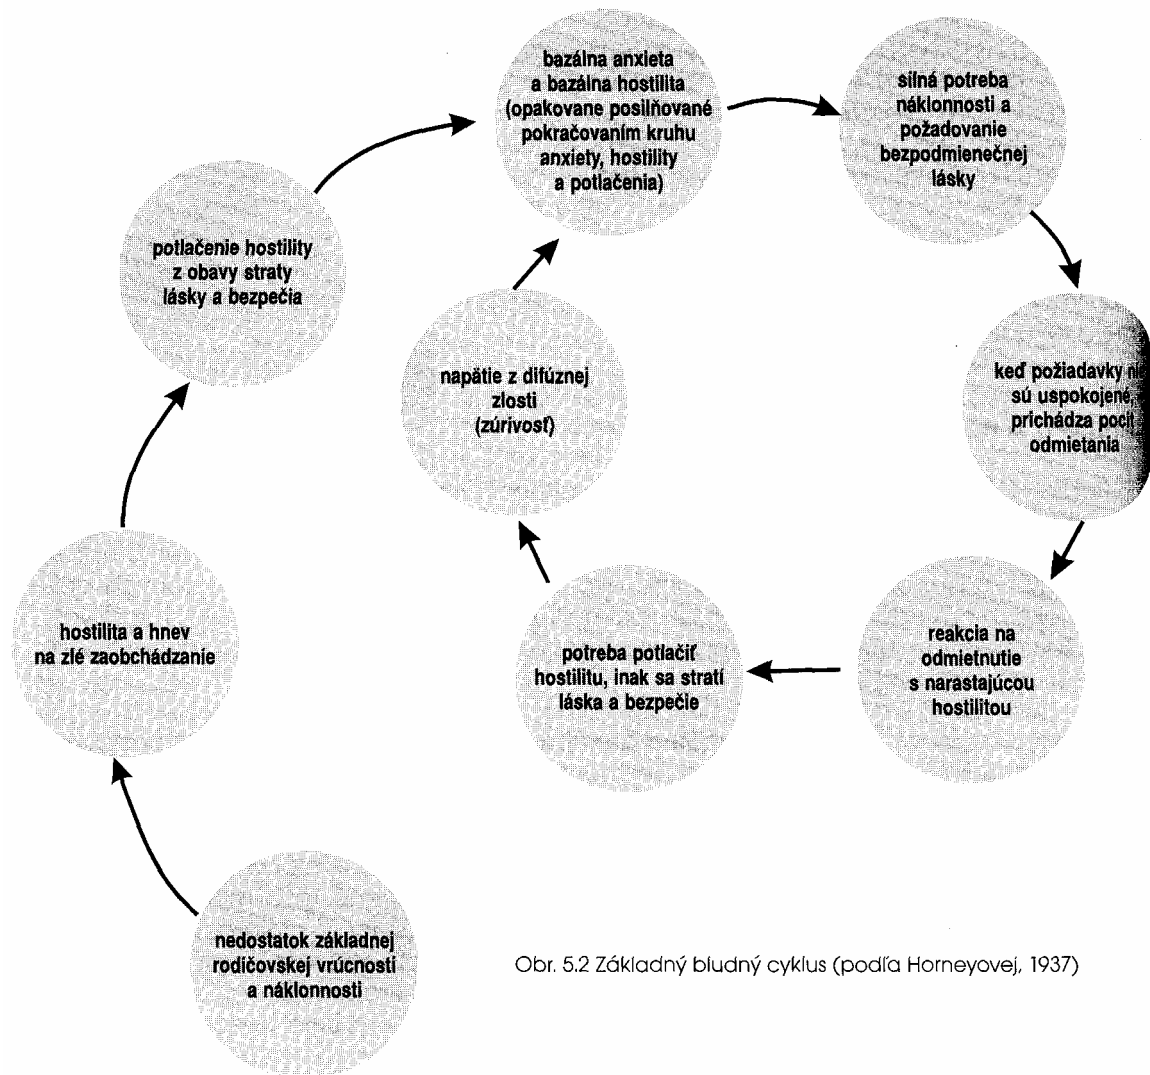 bazálna anxieta
a bazálna hostilita
(opakovane posilňované
pokračovaním kruhu
anxiety, hostility
a potlačenia)
silná potreba
náklonnosti a
požadovanie
bezpodmienečnej
lásky
keď požiadavky nie
sú uspokojené,
prichádza pocit
odmietania
reakcia na
odmietnutie
s narastajúcou
hostilitou
potreba potlačiť
hostilitu, inak sa stratí
láska a bezpečie
napätie z difúznej
zlosti
(zúrivosť)
potlačenie hostility
z obavy straty
lásky a bezpečia
hostilita a hnev
na zlé zaobchádzanie
nedostatok základnej
rodičovskej vrúcnosti
a náklonnosti
Obr. 5.2 Základný bludný cyklus (podľa Horneyovej, 1937)